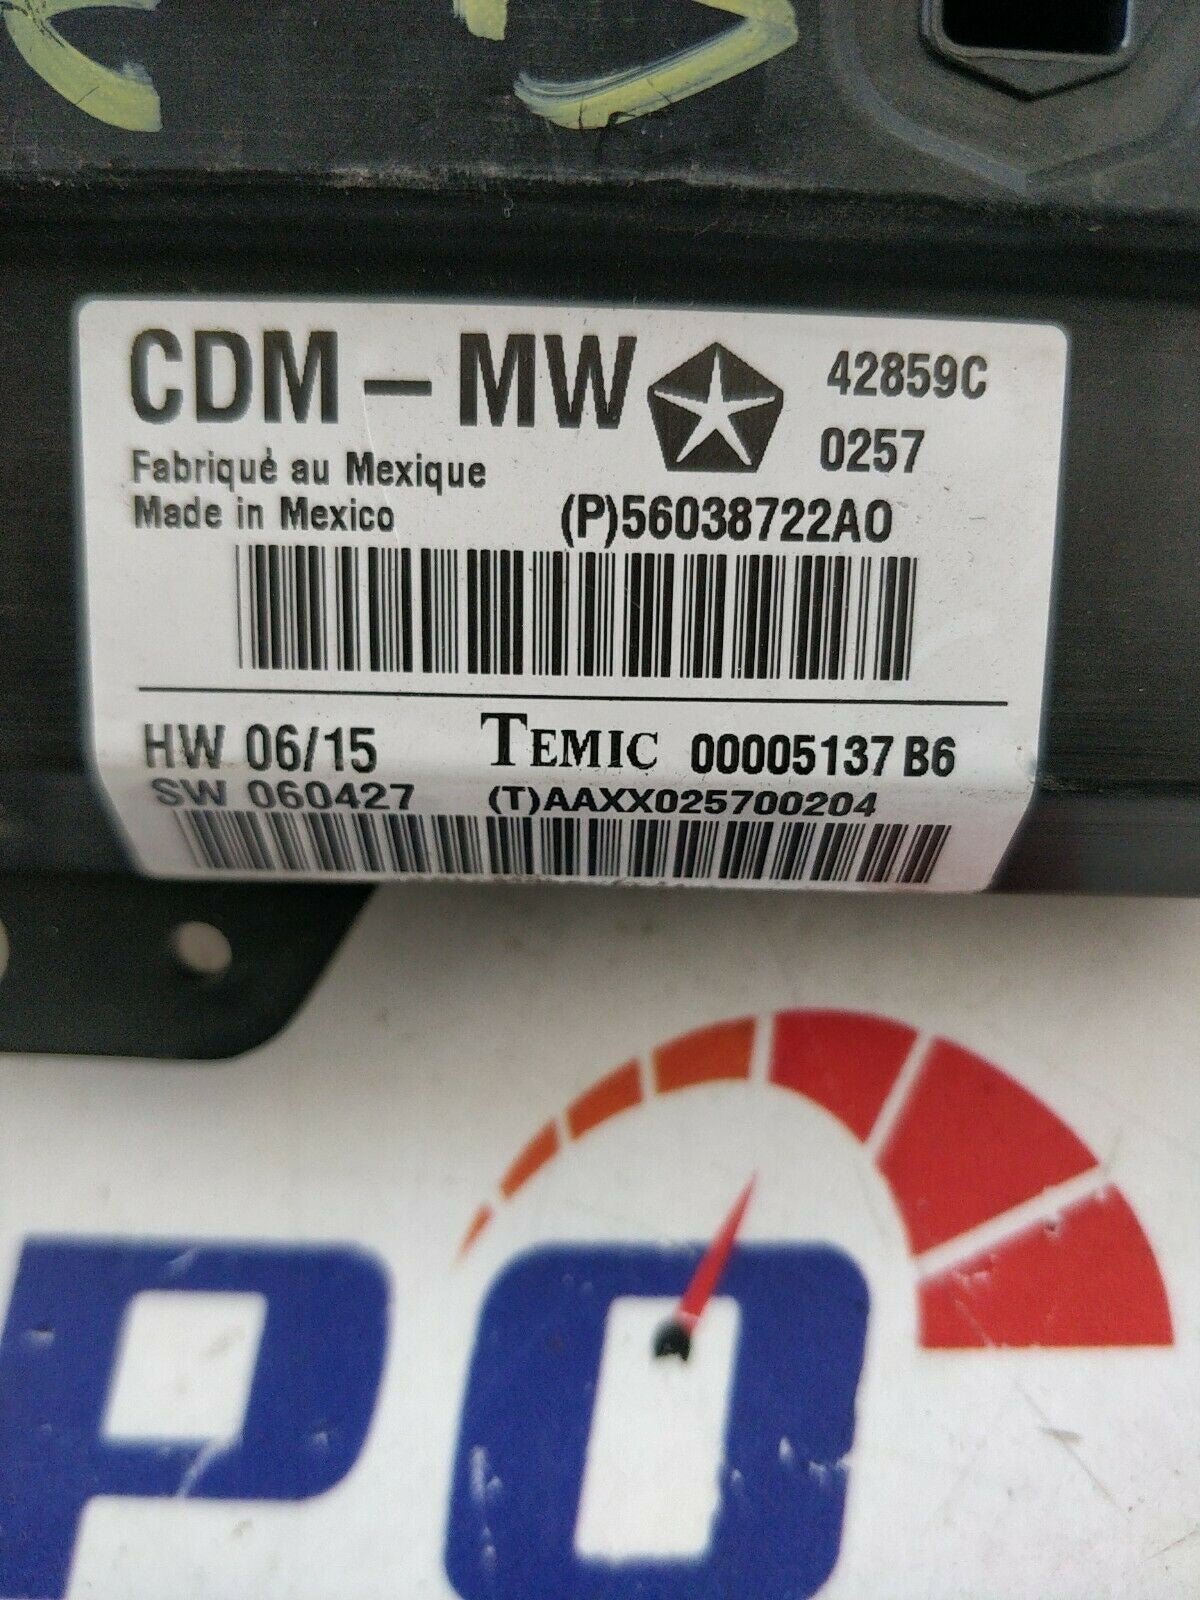 CDM - MW
42859C
0257
Fabriqué au Mexique
Made in Mexico
(P)56038722AO
HW 06/15
TEMIC 00005137 B6
SW 060427
(T)AAXX025700204
PO